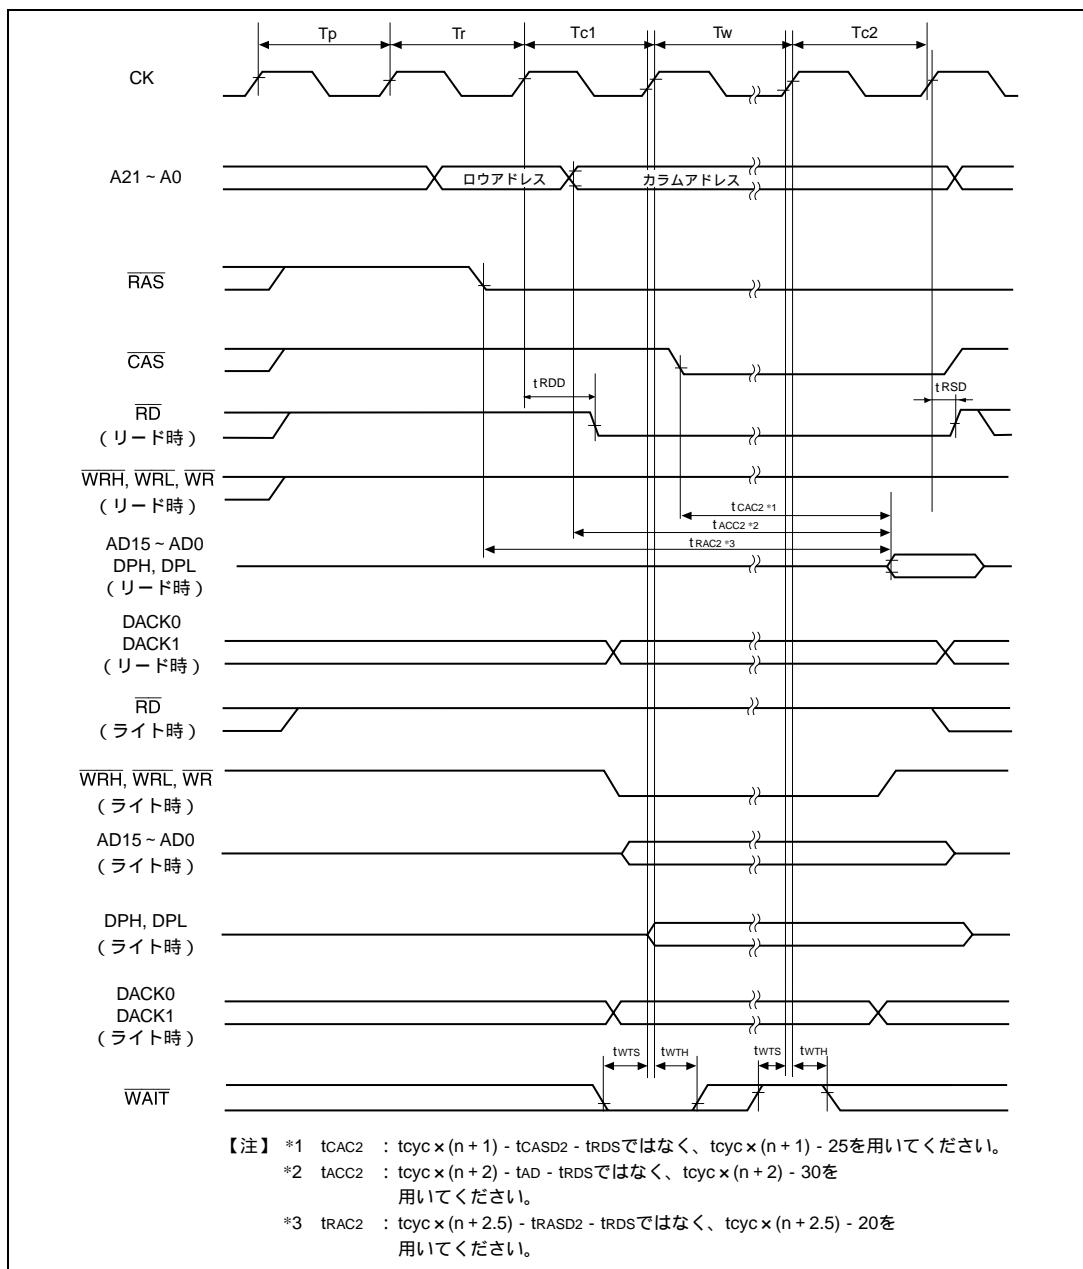 Tp Tr Tc1 Tw Tc2
CK
A21 ~ A0 ロウアドレス カラムアドレス
RAS
CAS
tRDD tRSD
RD
(リード時)
WRH, WRL, WR
(リード時)
tCAC2 *1
tACC2 *2
tRAC2 *3
AD15 ~ AD0
DPH, DPL
(リード時)
DACK0
DACK1
(リード時)
RD
(ライト時)
WRH, WRL, WR
(ライト時)
AD15 ~ AD0
(ライト時)
DPH, DPL
(ライト時)
DACK0
DACK1
(ライト時)
tWTS tWTH tWTS tWTH
WAIT
【注】 *1 tCAC2 : tcyc × (n + 1) - tCASD2 - tRDSではなく、tcyc × (n + 1) - 25を用いてください。
*2 tACC2 : tcyc × (n + 2) - tAD - tRDSではなく、tcyc × (n + 2) - 30を
用いてください。
*3 tRAC2 : tcyc × (n + 2.5) - tRASD2 - tRDSではなく、tcyc × (n + 2.5) - 20を
用いてください。